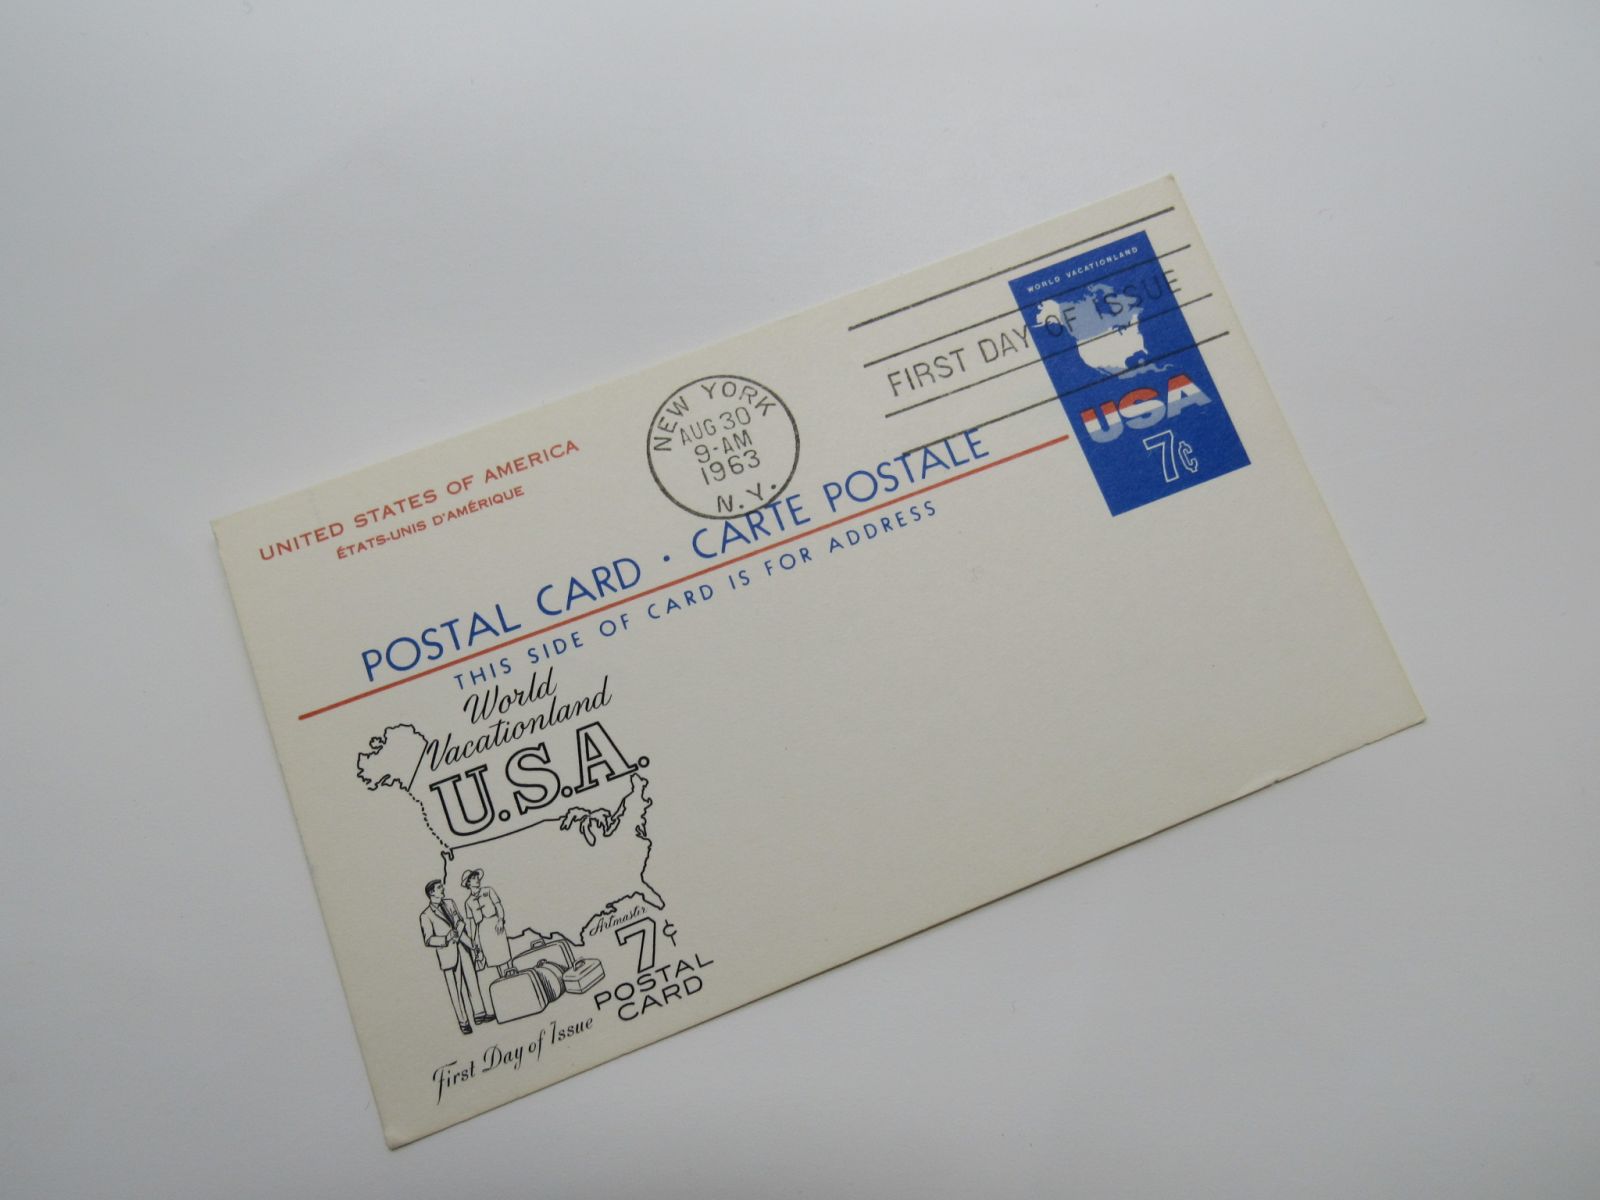 WORLD VACATIONLAND
FIRST DAY OF ISSUE
USA
7¢
NEW YORK
AUG 30
9-AM
1963
N.Y.
UNITED STATES OF AMERICA
ÉTATS-UNIS D'AMÉRIQUE
POSTAL CARD · CARTE POSTALE
THIS SIDE OF CARD IS FOR ADDRESS
World
Vacationland
U.S.A.
Artmaster
7¢
POSTAL
CARD
First Day of Issue